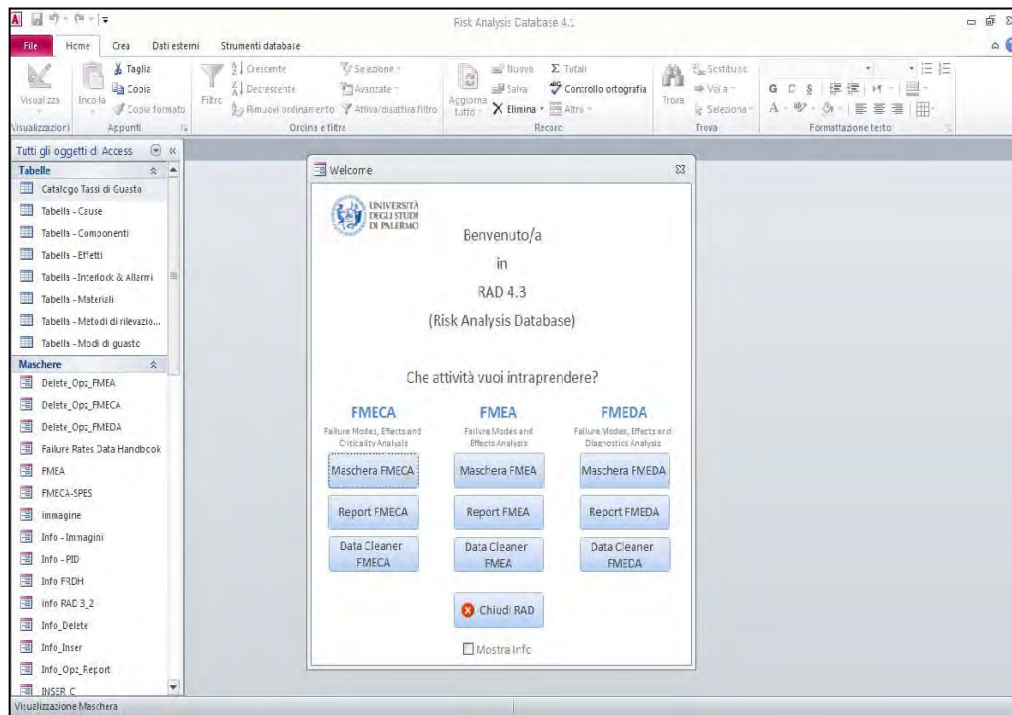 Risk Analysis Database 4.1
File Home Crea Dati esterni Strumenti database
Visualizza
Visualizzazioni
Incolla
Taglia
Copia
Copia formato
Appunti
Filtro
Crescente
Decrescente
Rimuovi ordinamento
Selezione
Avanzate
Attiva/disattiva filtro
Ordina e filtra
Aggiorna
tutto
Nuovo
Salva
Elimina
Totali
Controllo ortografia
Altro
Record
Trova
Sostituisci
Vai a
Seleziona
Trova
G C S
A
Formattazione testo
Tutti gli oggetti di Access
Tabelle
Catalogo Tassi di Guasto
Tabella - Cause
Tabella - Componenti
Tabella - Effetti
Tabella - Interlock & Allarmi
Tabella - Materiali
Tabella - Metodi di rilevazio...
Tabella - Modi di guasto
Maschere
Delete_Opz_FMEA
Delete_Opz_FMECA
Delete_Opz_FMEDA
Failure Rates Data Handbook
FMEA
FMECA-SPES
immagine
Info - Immagini
Info - PID
Info FRDH
info RAD 3_2
Info_Delete
Info_Inser
Info_Opz_Report
INSER_C
Welcome
UNIVERSITÀ
DEGLI STUDI
DI PALERMO
Benvenuto/a
in
RAD 4.3
(Risk Analysis Database)
Che attività vuoi intraprendere?
FMECA
Failure Modes, Effects and
Criticality Analysis
Maschera FMECA
Report FMECA
Data Cleaner
FMECA
FMEA
Failure Modes and
Effects Analysis
Maschera FMEA
Report FMEA
Data Cleaner
FMEA
FMEDA
Failure Modes, Effects and
Diagnostics Analysis
Maschera FMEDA
Report FMEDA
Data Cleaner
FMEDA
Chiudi RAD
Mostra Info
Visualizzazione Maschera